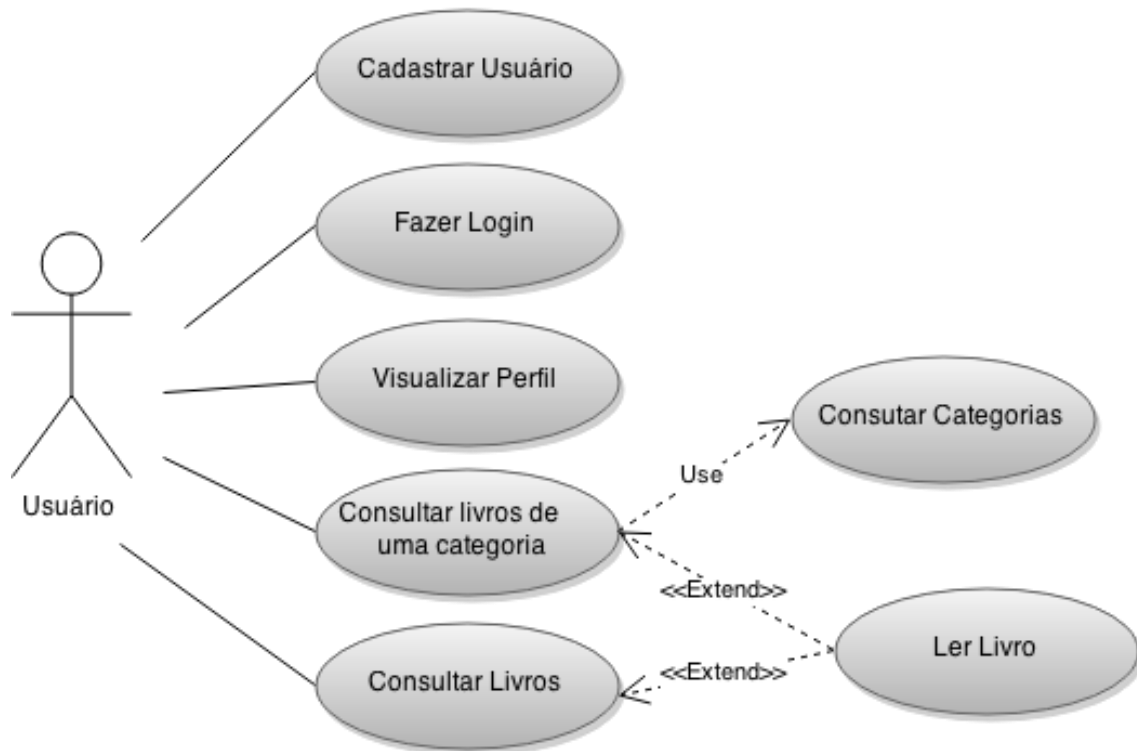 Cadastrar Usuário
Fazer Login
Visualizar Perfil
Consutar Categorias
Use
Usuário
Consultar livros de
uma categoria
<<Extend>>
Ler Livro
<<Extend>>
Consultar Livros